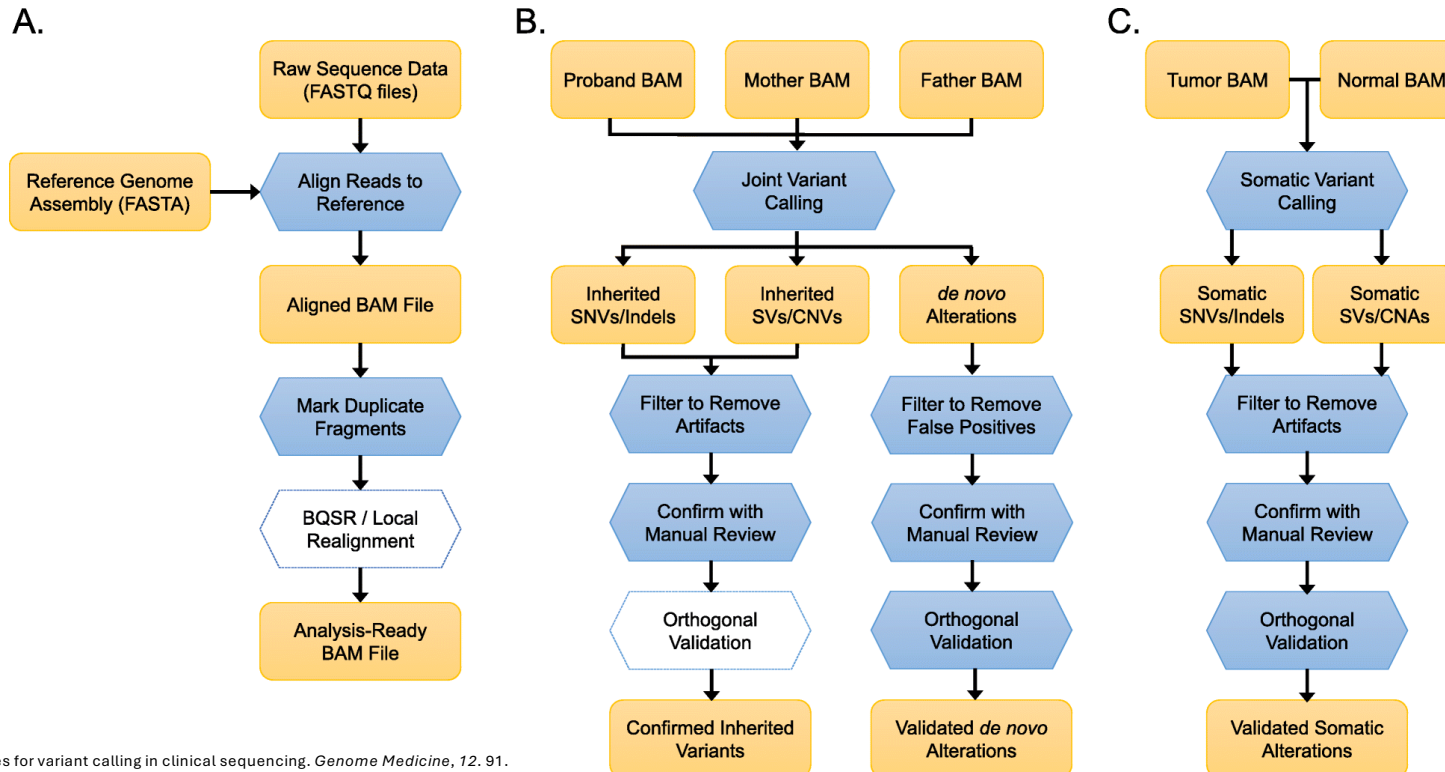 A.
Raw Sequence Data
(FASTQ files)
Reference Genome
Assembly (FASTA)
Align Reads to
Reference
Aligned BAM File
Mark Duplicate
Fragments
BQSR / Local
Realignment
Analysis-Ready
BAM File
B.
Proband BAM
Mother BAM
Father BAM
Joint Variant
Calling
Inherited
SNVs/Indels
Inherited
SVs/CNVs
de novo
Alterations
Filter to Remove
Artifacts
Confirm with
Manual Review
Orthogonal
Validation
Confirmed Inherited
Variants
Filter to Remove
False Positives
Confirm with
Manual Review
Orthogonal
Validation
Validated de novo
Alterations
C.
Tumor BAM
Normal BAM
Somatic Variant
Calling
Somatic
SNVs/Indels
Somatic
SVs/CNAs
Filter to Remove
Artifacts
Confirm with
Manual Review
Orthogonal
Validation
Validated Somatic
Alterations
es for variant calling in clinical sequencing. Genome Medicine, 12. 91.